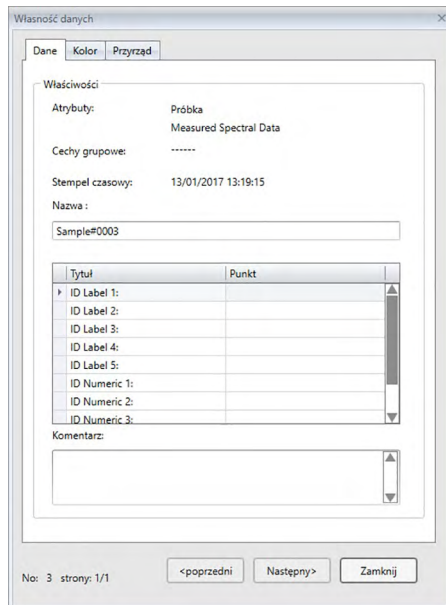 Własność danych
Dane Kolor Przyrząd
Właściwości
Atrybuty: Próbka
Measured Spectral Data
Cechy grupowe: ------
Stempel czasowy: 13/01/2017 13:19:15
Nazwa :
Sample#0003
Tytuł Punkt
ID Label 1:
ID Label 2:
ID Label 3:
ID Label 4:
ID Label 5:
ID Numeric 1:
ID Numeric 2:
ID Numeric 3:
Komentarz:
No: 3 strony: 1/1 <poprzedni Następny> Zamknij